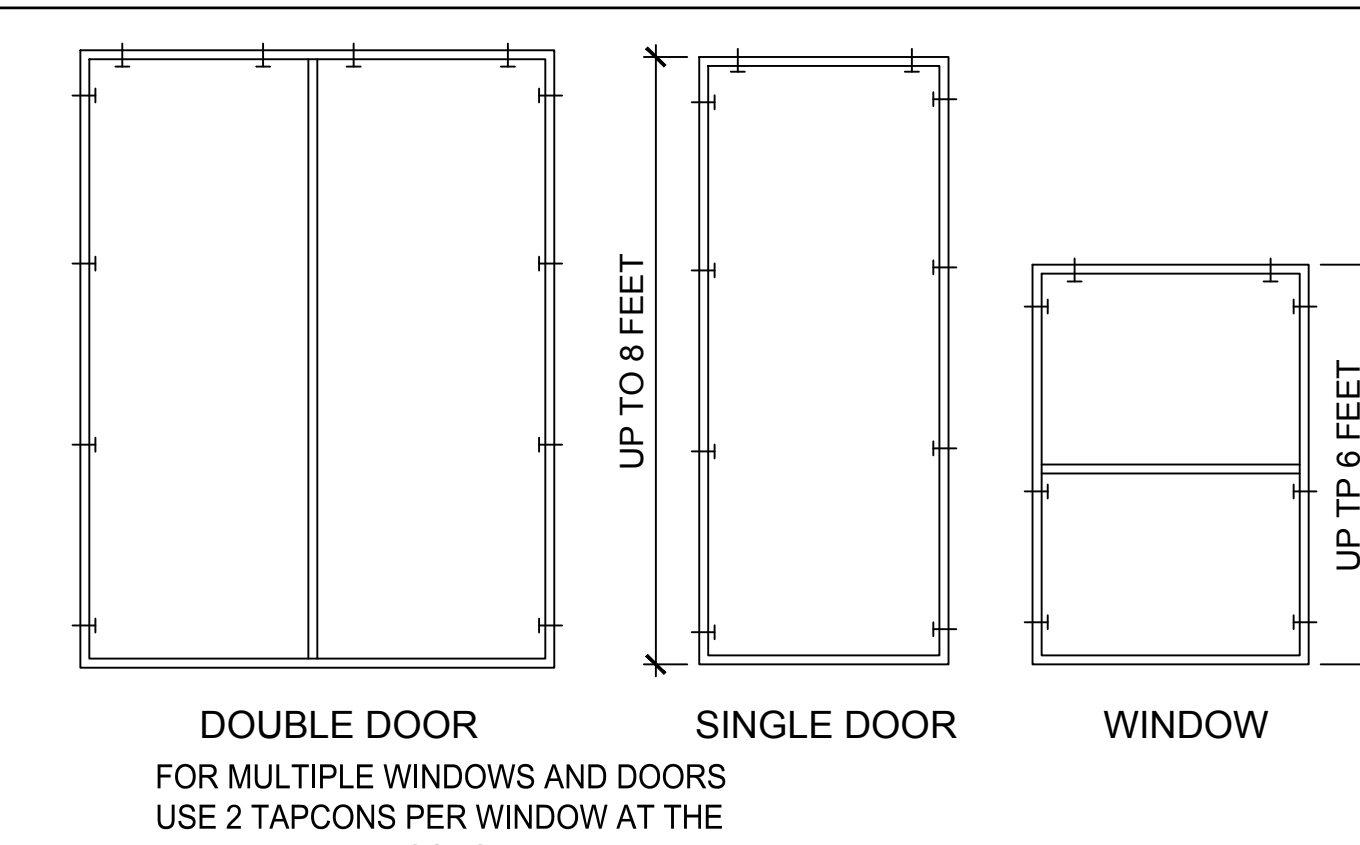 UP TO 8 FEET
UP TP 6 FEET
DOUBLE DOOR
SINGLE DOOR
WINDOW
FOR MULTIPLE WINDOWS AND DOORS
USE 2 TAPCONS PER WINDOW AT THE